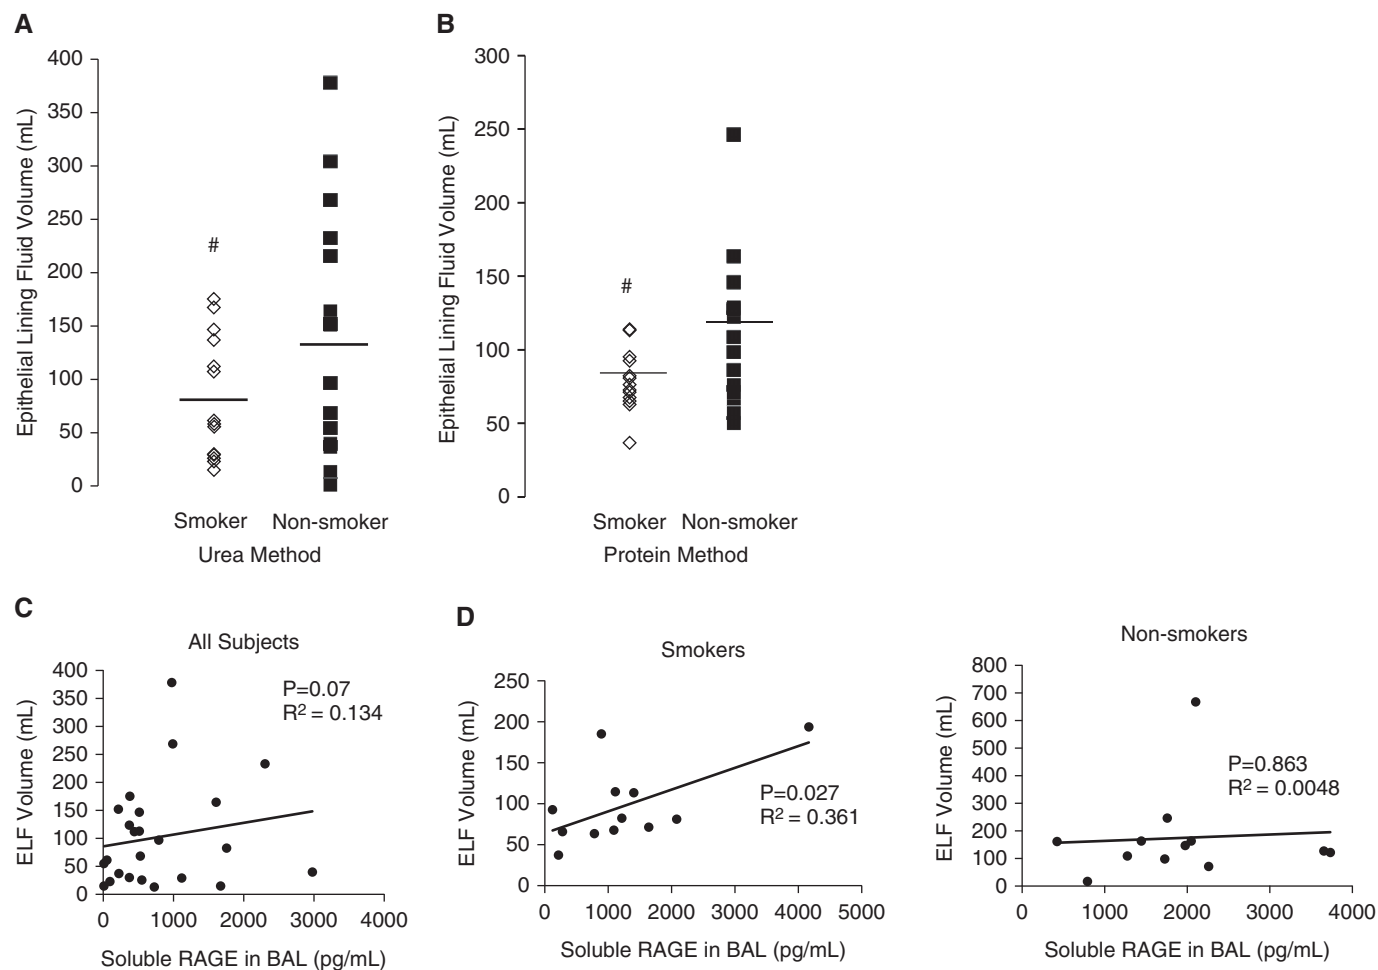 A
Epithelial Lining Fluid Volume (mL)
400
350
300
250
200
150
100
50
0
#
Smoker
Non-smoker
Urea Method
B
Epithelial Lining Fluid Volume (mL)
300
250
200
150
100
50
0
#
Smoker
Non-smoker
Protein Method
C
All Subjects
ELF Volume (mL)
400
350
300
250
200
150
100
50
0
P=0.07
R² = 0.134
0 1000 2000 3000 4000
Soluble RAGE in BAL (pg/mL)
D
Smokers
ELF Volume (mL)
250
200
150
100
50
0
P=0.027
R² = 0.361
0 1000 2000 3000 4000 5000
Soluble RAGE in BAL (pg/mL)
Non-smokers
ELF Volume (mL)
800
700
600
500
400
300
200
100
0
P=0.863
R² = 0.0048
0 1000 2000 3000 4000
Soluble RAGE in BAL (pg/mL)